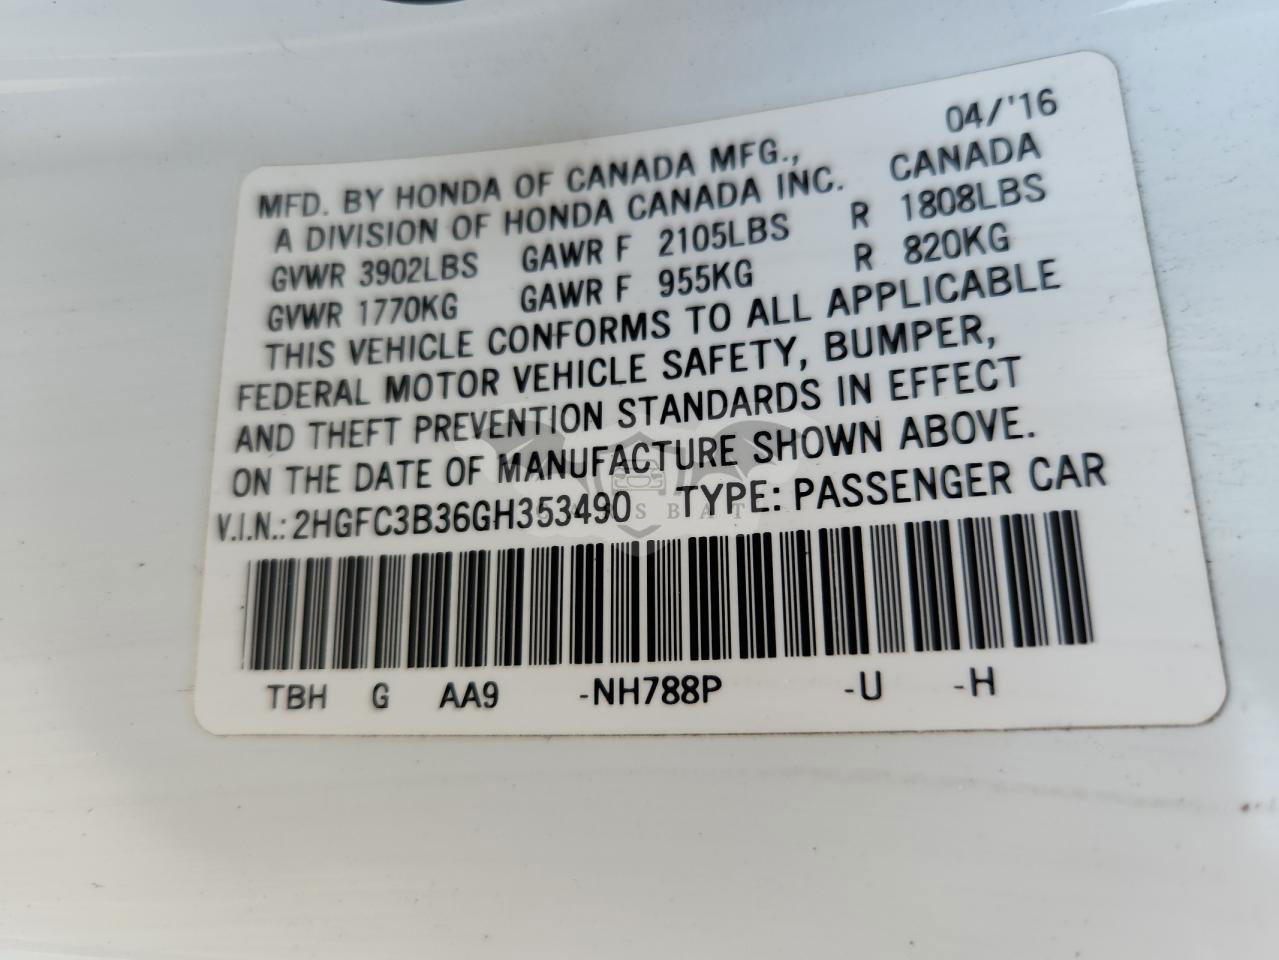 04/'16
MFD. BY HONDA OF CANADA MFG., CANADA
A DIVISION OF HONDA CANADA INC.
GVWR 3902LBS GAWR F 2105LBS R 1808LBS
GVWR 1770KG GAWR F 955KG R 820KG
THIS VEHICLE CONFORMS TO ALL APPLICABLE
FEDERAL MOTOR VEHICLE SAFETY, BUMPER,
AND THEFT PREVENTION STANDARDS IN EFFECT
ON THE DATE OF MANUFACTURE SHOWN ABOVE.
V.I.N.: 2HGFC3B36GH353490 TYPE: PASSENGER CAR
TBH G AA9 -NH788P -U -H